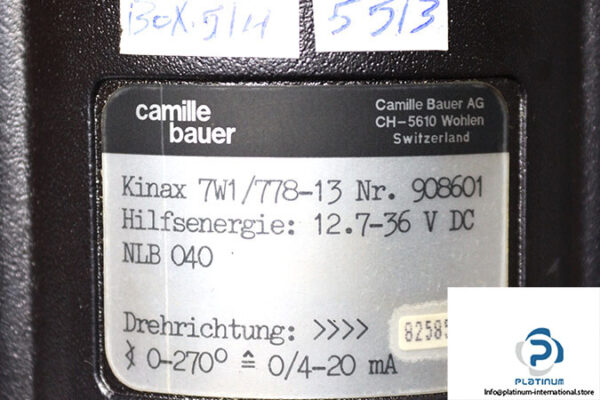 BOX.5/H
55/3
camille
bauer
Camille Bauer AG
CH-5610 Wohlen
Switzerland
Kinax 7W1/778-13 Nr. 908601
Hilfsenergie: 12.7-36 V DC
NLB 040
Drehrichtung: >>>>
∢ 0-270° ≙ 0/4-20 mA
PLATINUM
Info@platinum-international.store